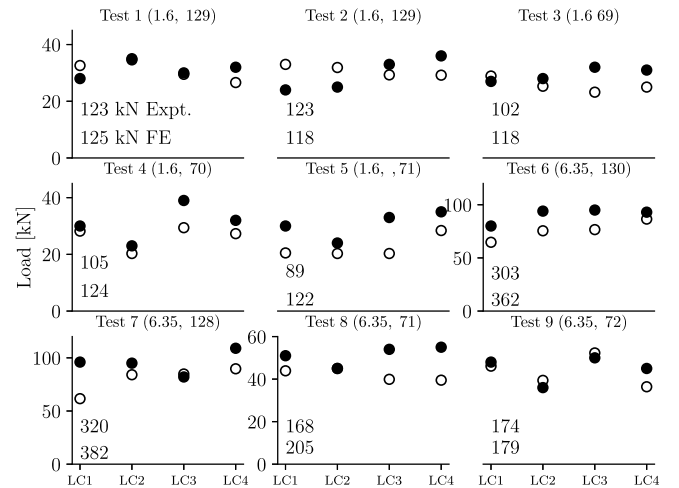 Test 1 (1.6, 129)
Test 2 (1.6, 129)
Test 3 (1.6 69)
40
20
0
123 kN Expt.
125 kN FE
123
118
102
118
Test 4 (1.6, 70)
Test 5 (1.6, ,71)
Test 6 (6.35, 130)
Load [kN]
40
20
0
105
124
89
122
100
50
0
303
362
Test 7 (6.35, 128)
Test 8 (6.35, 71)
Test 9 (6.35, 72)
100
50
0
320
382
60
40
20
0
168
205
174
179
LC1 LC2 LC3 LC4
LC1 LC2 LC3 LC4
LC1 LC2 LC3 LC4